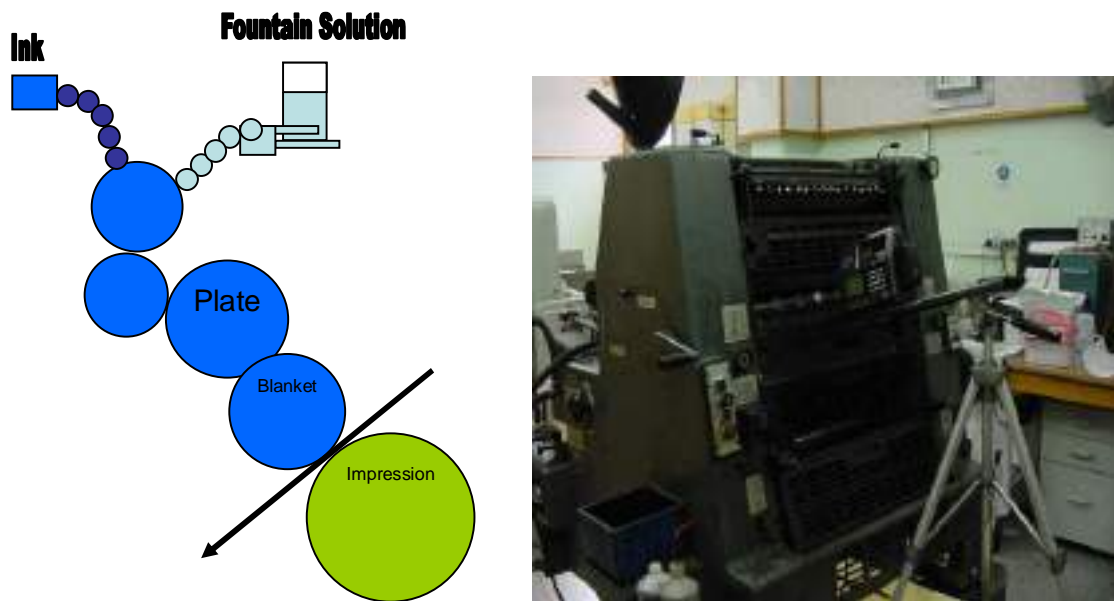 Fountain Solution
Ink
Plate
Blanket
Impression